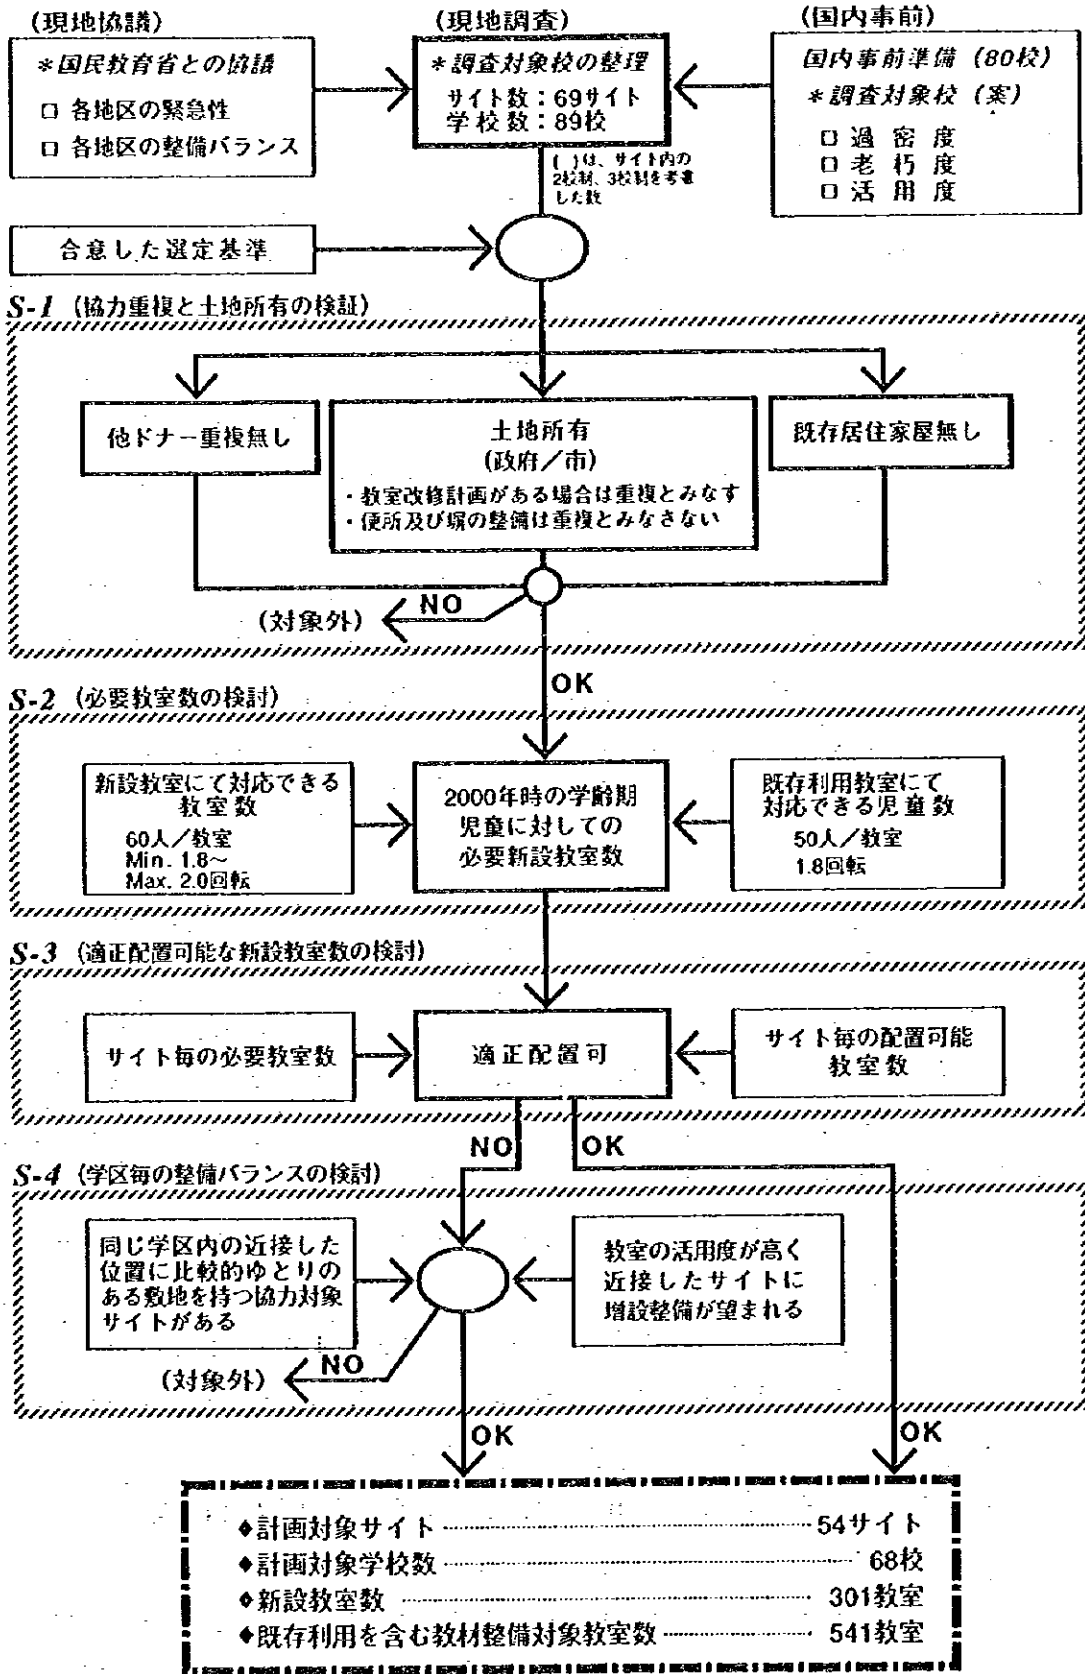 (現地協議)
*国民教育省との協議
□ 各地区の緊急性
□ 各地区の整備バランス
(現地調査)
*調査対象校の整理
サイト数：69サイト
学校数：89校
( )は、サイト内の
2校制、3校制を考慮
した数
(国内事前)
国内事前準備 (80校)
*調査対象校 (案)
□ 過密度
□ 老朽度
□ 活用度
合意した選定基準
S-1 (協力重複と土地所有の検証)
他ドナー重複無し
土地所有
(政府／市)
・教室改修計画がある場合は重複とみなす
・便所及び塀の整備は重複とみなさない
既存居住家屋無し
NO
(対象外)
OK
S-2 (必要教室数の検討)
新設教室にて対応できる
教室数
60人／教室
Min. 1.8～
Max. 2.0回転
2000年時の学齢期
児童に対しての
必要新設教室数
既存利用教室にて
対応できる児童数
50人／教室
1.8回転
S-3 (適正配置可能な新設教室数の検討)
サイト毎の必要教室数
適正配置可
サイト毎の配置可能
教室数
NO
OK
S-4 (学区毎の整備バランスの検討)
同じ学区内の近接した
位置に比較的ゆとりの
ある敷地を持つ協力対象
サイトがある
教室の活用度が高く
近接したサイトに
増設整備が望まれる
NO
(対象外)
OK
OK
◆計画対象サイト 54サイト
◆計画対象学校数 68校
◆新設教室数 301教室
◆既存利用を含む教材整備対象教室数 541教室